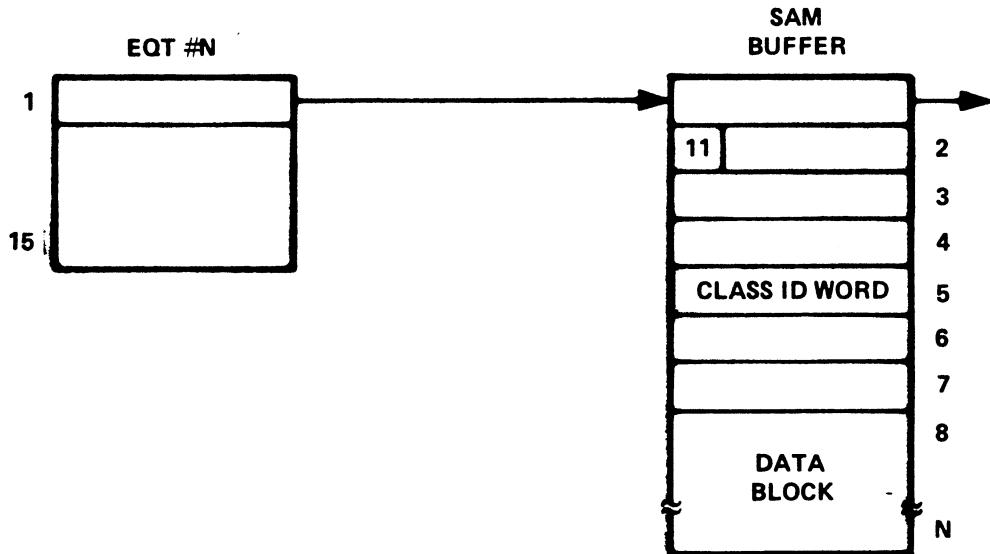 EQT #N
1
15
SAM
BUFFER
11
2
3
4
CLASS ID WORD
5
6
7
8
DATA
BLOCK
N